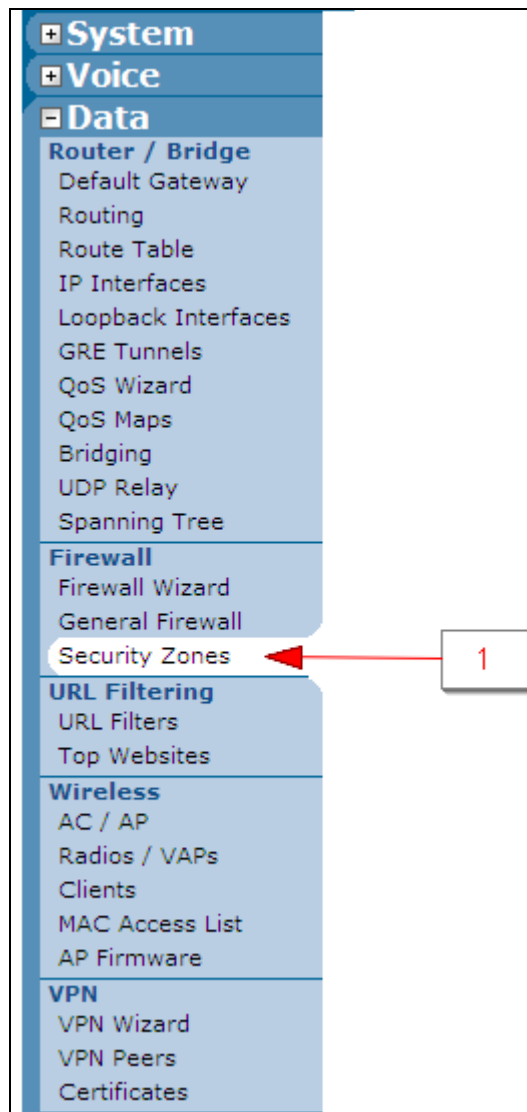 System
Voice
Data
Router / Bridge
Default Gateway
Routing
Route Table
IP Interfaces
Loopback Interfaces
GRE Tunnels
QoS Wizard
QoS Maps
Bridging
UDP Relay
Spanning Tree
Firewall
Firewall Wizard
General Firewall
Security Zones
1
URL Filtering
URL Filters
Top Websites
Wireless
AC / AP
Radios / VAPs
Clients
MAC Access List
AP Firmware
VPN
VPN Wizard
VPN Peers
Certificates